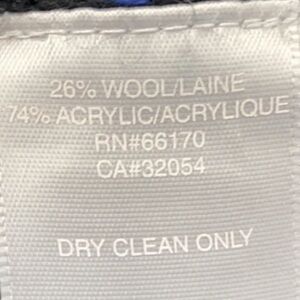 26% WOOL/LAINE
74% ACRYLIC/ACRYLIQUE
RN#66170
CA#32054
DRY CLEAN ONLY